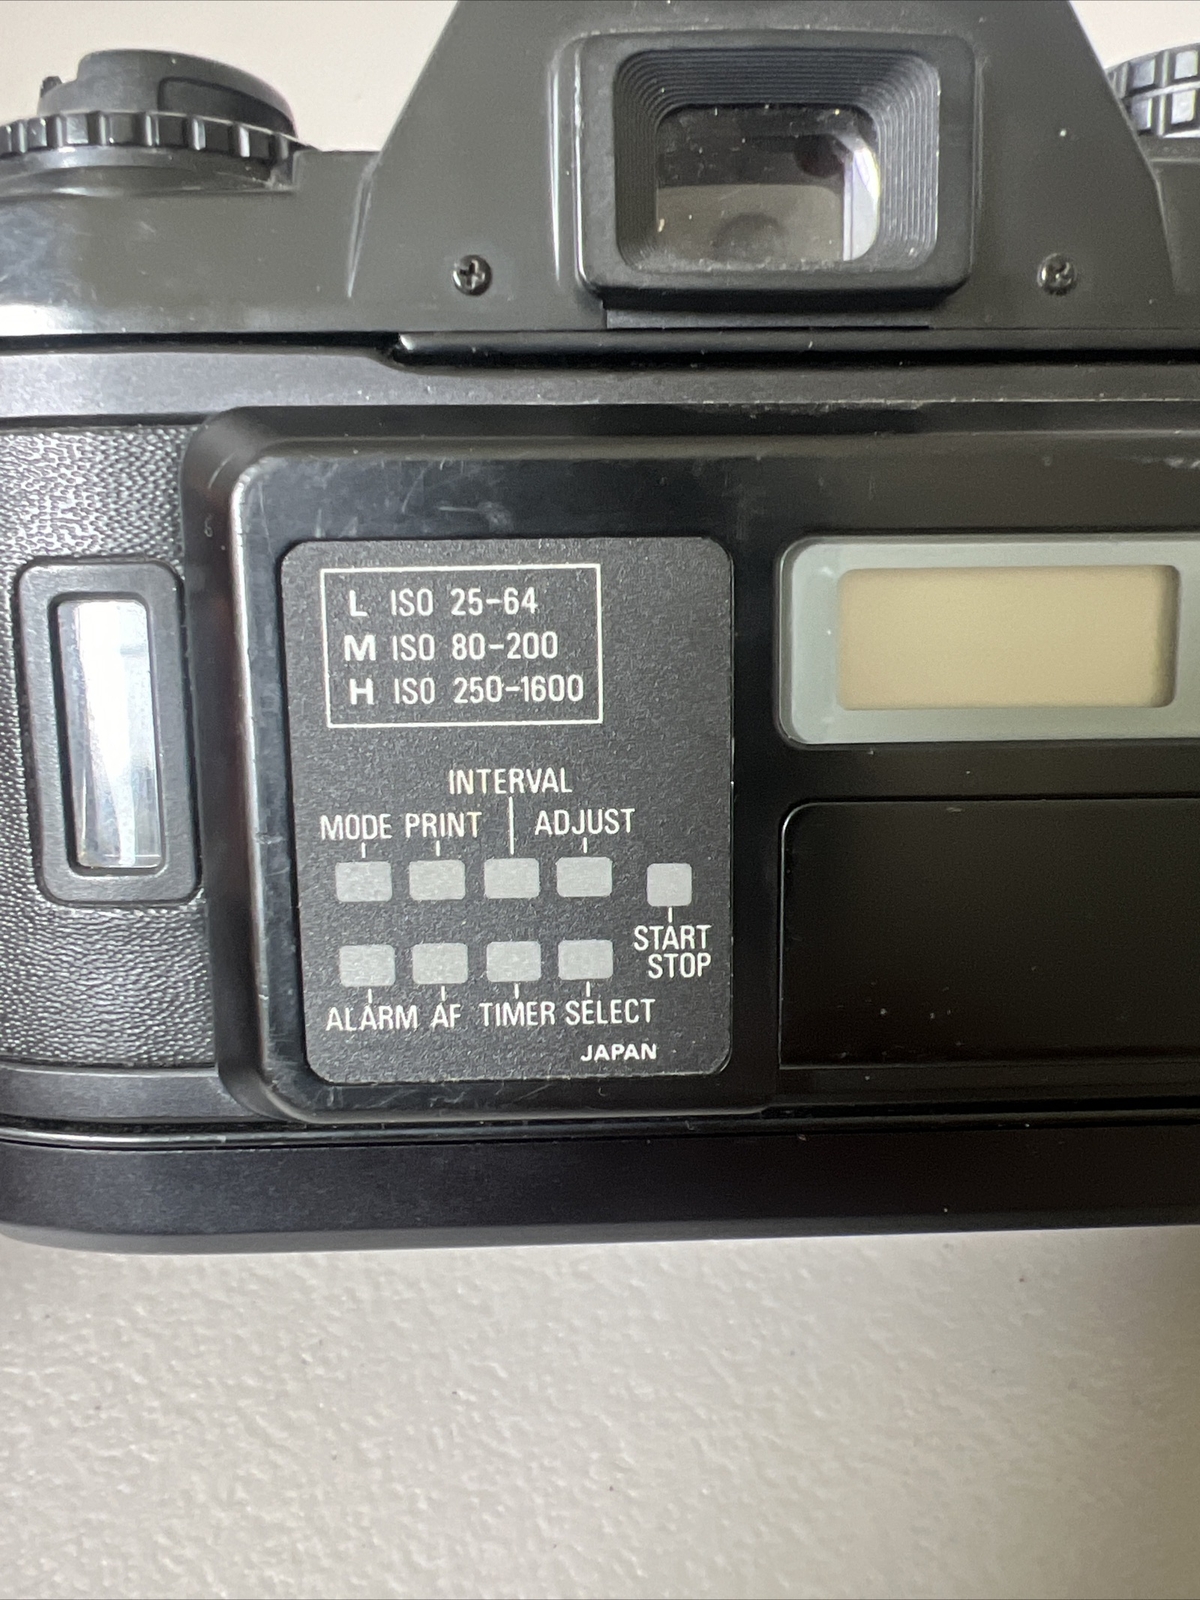 L ISO 25-64
M ISO 80-200
H ISO 250-1600
INTERVAL
MODE PRINT ADJUST
START
STOP
ALARM AF TIMER SELECT
JAPAN